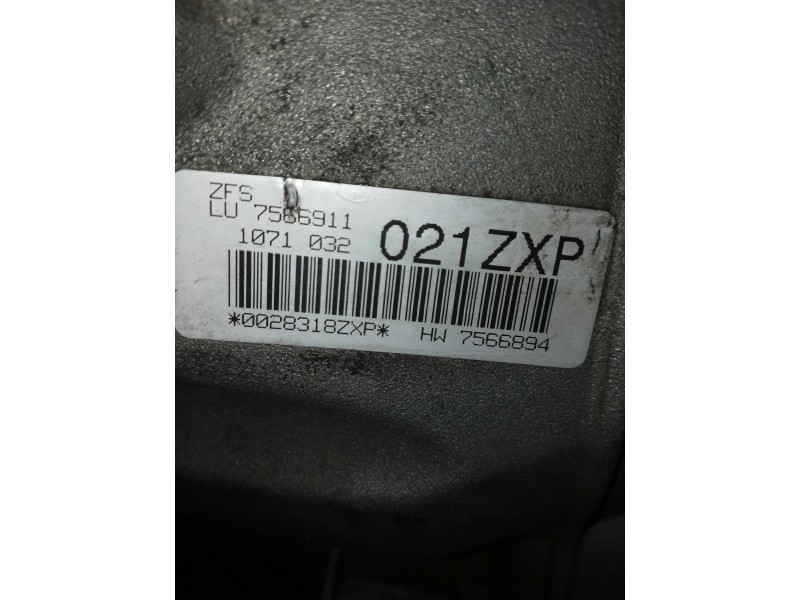 ZFS
LU 7566911
1071 032 021ZXP
*0028318ZXP* HW 7566894